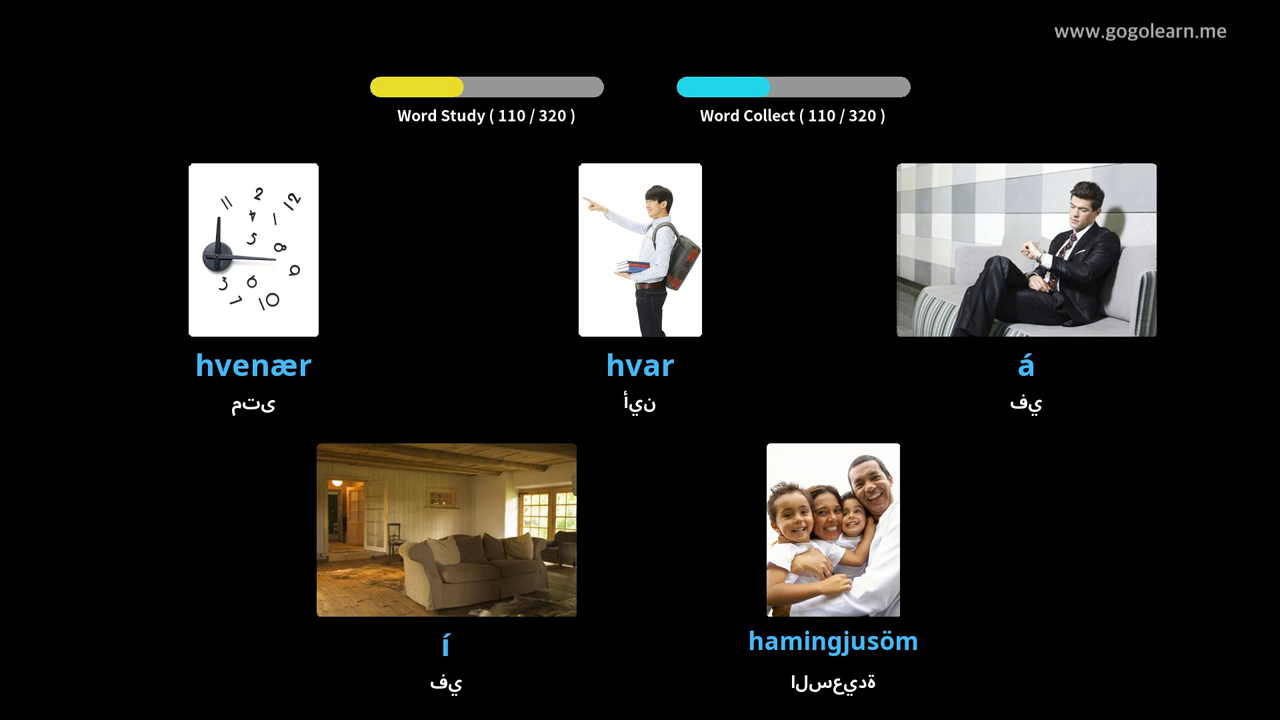 www.gogolearn.me
Word Study ( 110 / 320 )
Word Collect ( 110 / 320 )
hvenær
متى
hvar
أين
á
في
í
في
hamingjusöm
السعيدة